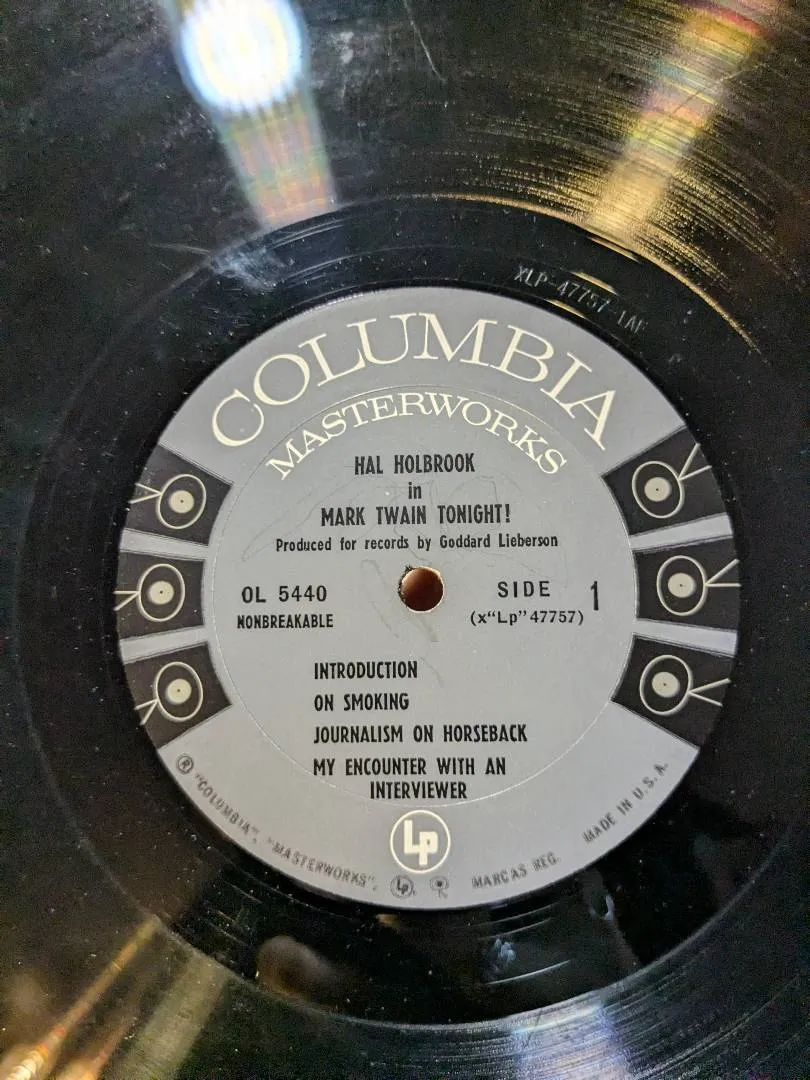 XLP-47757-1AF
COLUMBIA
MASTERWORKS
HAL HOLBROOK
in
MARK TWAIN TONIGHT!
Produced for records by Goddard Lieberson
OL 5440
NONBREAKABLE
SIDE 1
(x"Lp" 47757)
INTRODUCTION
ON SMOKING
JOURNALISM ON HORSEBACK
MY ENCOUNTER WITH AN
INTERVIEWER
Lp
® "COLUMBIA", "MASTERWORKS", Lp, MARCAS REG. MADE IN U.S.A.